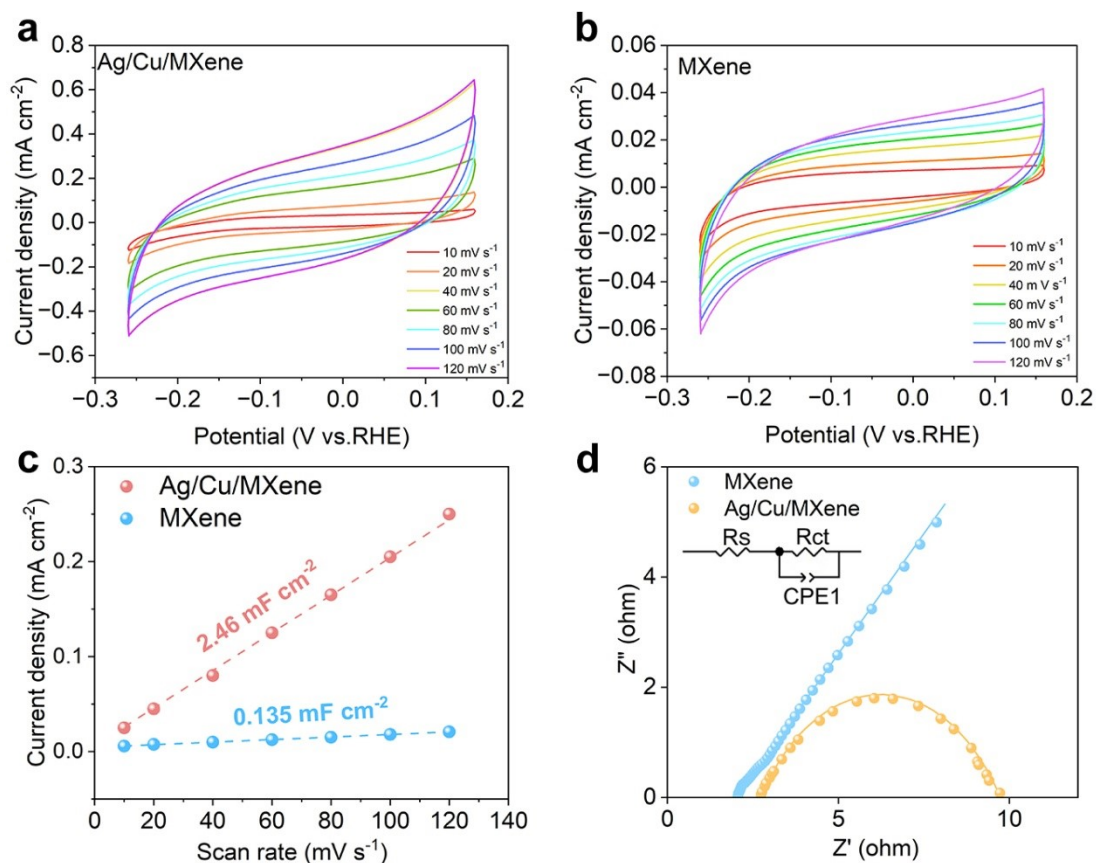 a
Ag/Cu/MXene
Current density (mA cm⁻²)
0.8
0.6
0.4
0.2
0.0
−0.2
−0.4
−0.6
10 mV s⁻¹
20 mV s⁻¹
40 mV s⁻¹
60 mV s⁻¹
80 mV s⁻¹
100 mV s⁻¹
120 mV s⁻¹
−0.3 −0.2 −0.1 0.0 0.1 0.2
Potential (V vs.RHE)
b
MXene
Current density (mA cm⁻²)
0.06
0.04
0.02
0.00
−0.02
−0.04
−0.06
−0.08
10 mV s⁻¹
20 mV s⁻¹
40 m V s⁻¹
60 mV s⁻¹
80 mV s⁻¹
100 mV s⁻¹
120 mV s⁻¹
−0.3 −0.2 −0.1 0.0 0.1 0.2
Potential (V vs.RHE)
c
Ag/Cu/MXene
MXene
Current density (mA cm⁻²)
0.3
0.2
0.1
0.0
2.46 mF cm⁻²
0.135 mF cm⁻²
0 20 40 60 80 100 120 140
Scan rate (mV s⁻¹)
d
MXene
Ag/Cu/MXene
Rs
Rct
CPE1
Z'' (ohm)
6
4
2
0
5 10
Z' (ohm)